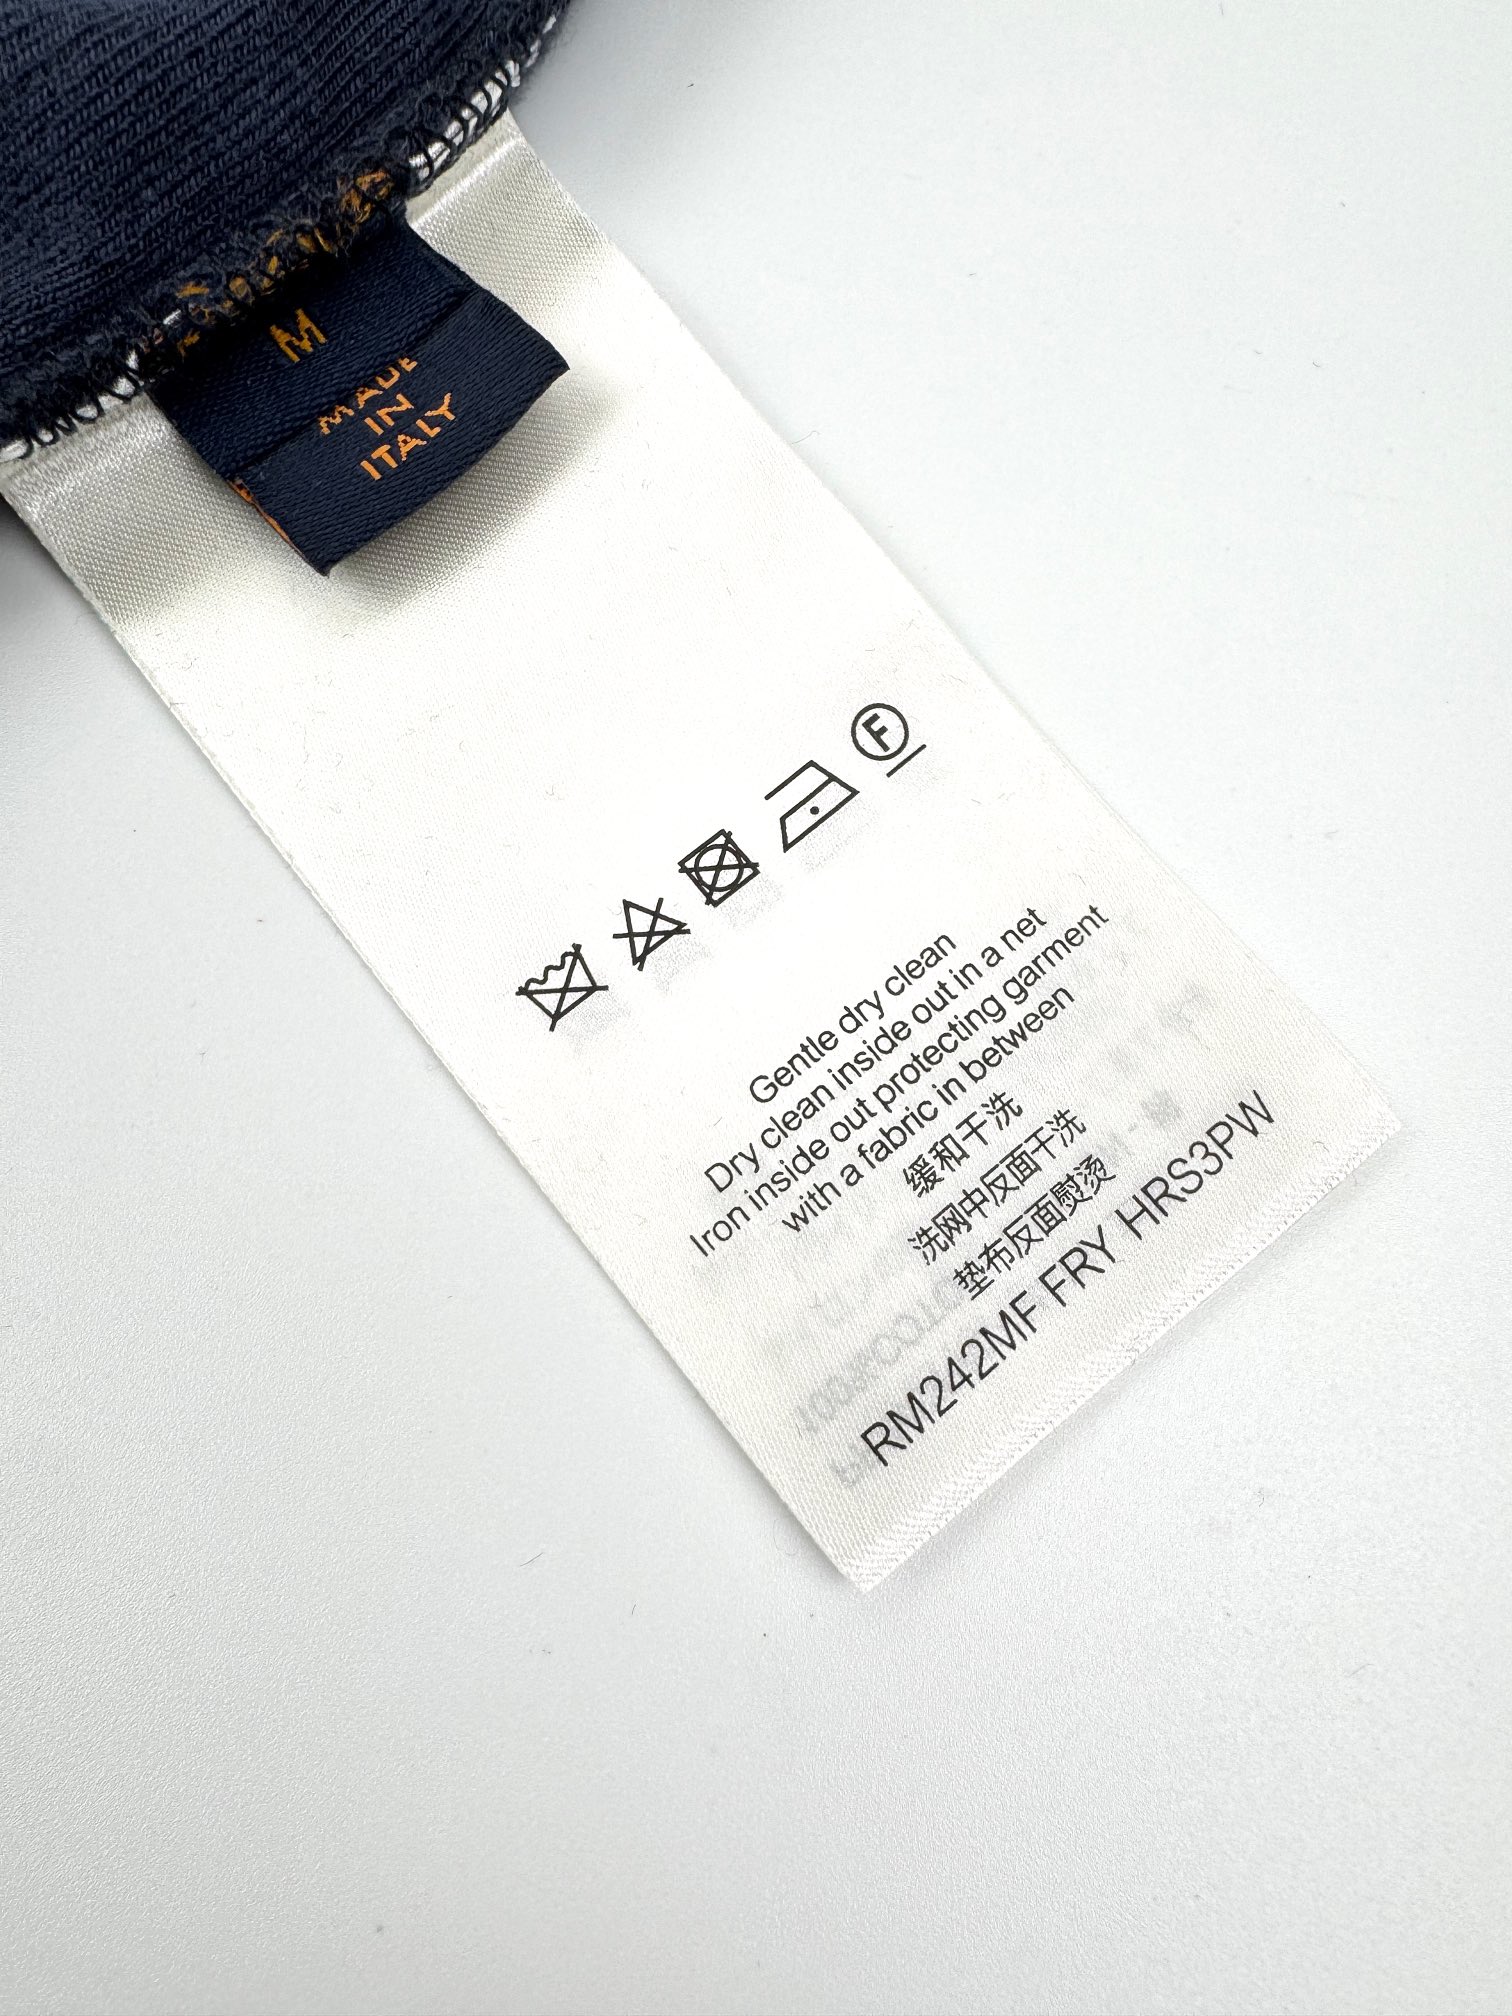 M
MADE
IN
ITALY
F
Gentle dry clean
Dry clean inside out in a net
Iron inside out protecting garment
with a fabric in between
缓和干洗
洗网中反面干洗
垫布反面熨烫
RM242MF FRY HRS3PW